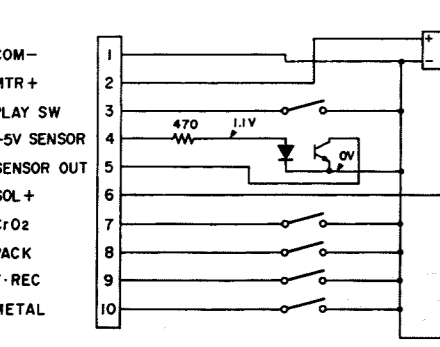 COM- 1
MTR+ 2
PLAY SW 3
470 1.1V
+5V SENSOR 4
0V
SENSOR OUT 5
SOL+ 6
CrO2 7
PACK 8
F·REC 9
METAL 10
+
-